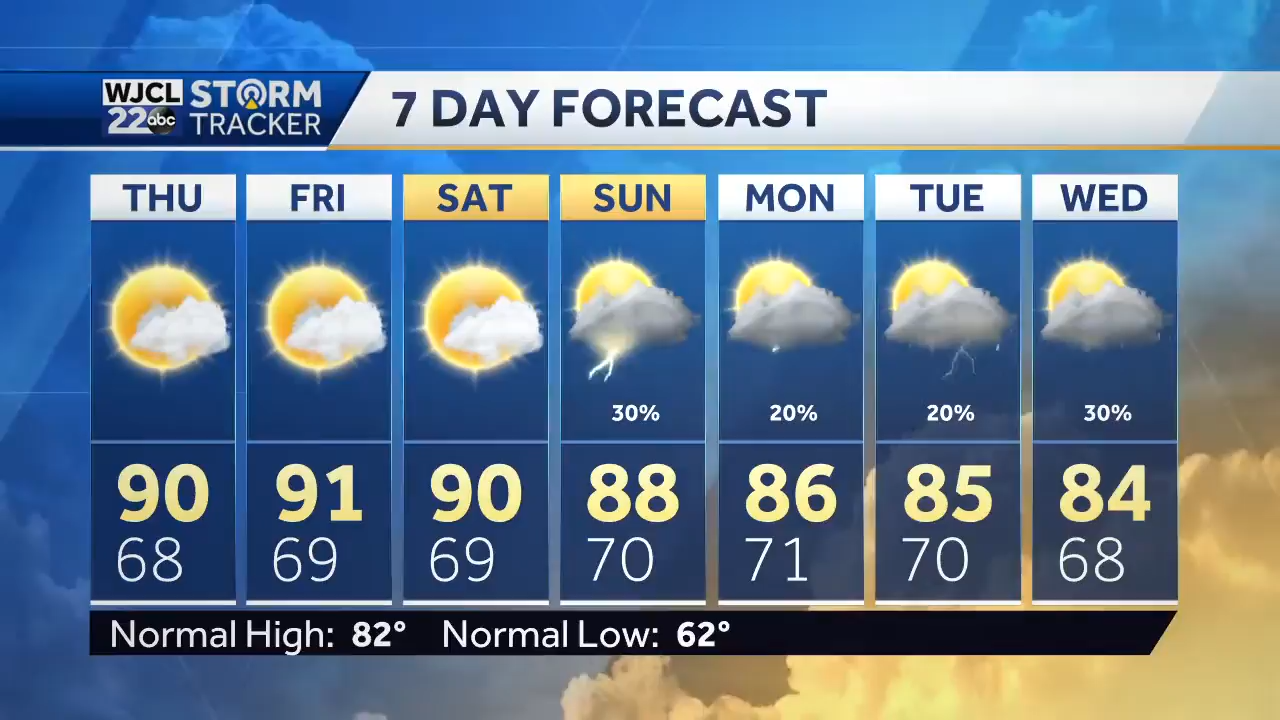 WJCL
22 abc
STORM
TRACKER
7 DAY FORECAST
THU FRI SAT SUN MON TUE WED
30% 20% 20% 30%
90 91 90 88 86 85 84
68 69 69 70 71 70 68
Normal High: 82° Normal Low: 62°